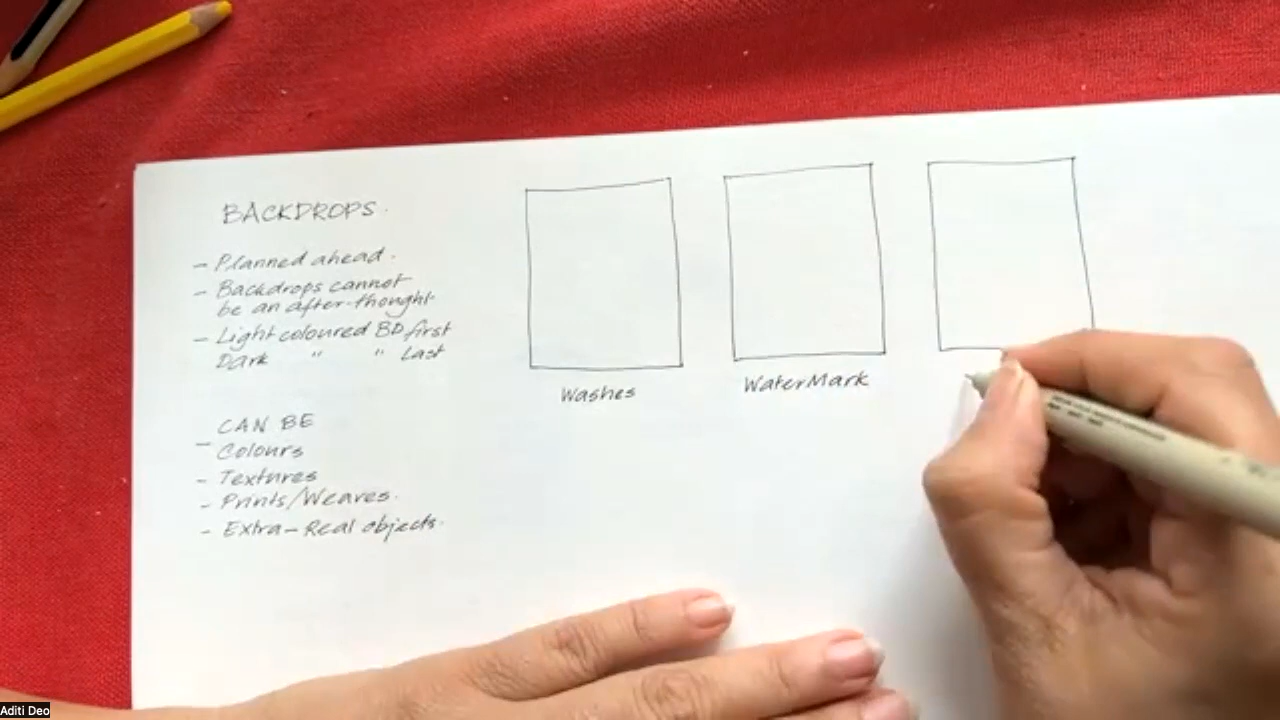 BACKDROPS.
- Planned ahead.
- Backdrops cannot
be an after-thought.
- Light coloured BD first
Dark " " Last
CAN BE
- Colours
- Textures
- Prints/Weaves.
- Extra-Real objects.
Washes
WaterMark
Aditi Deo